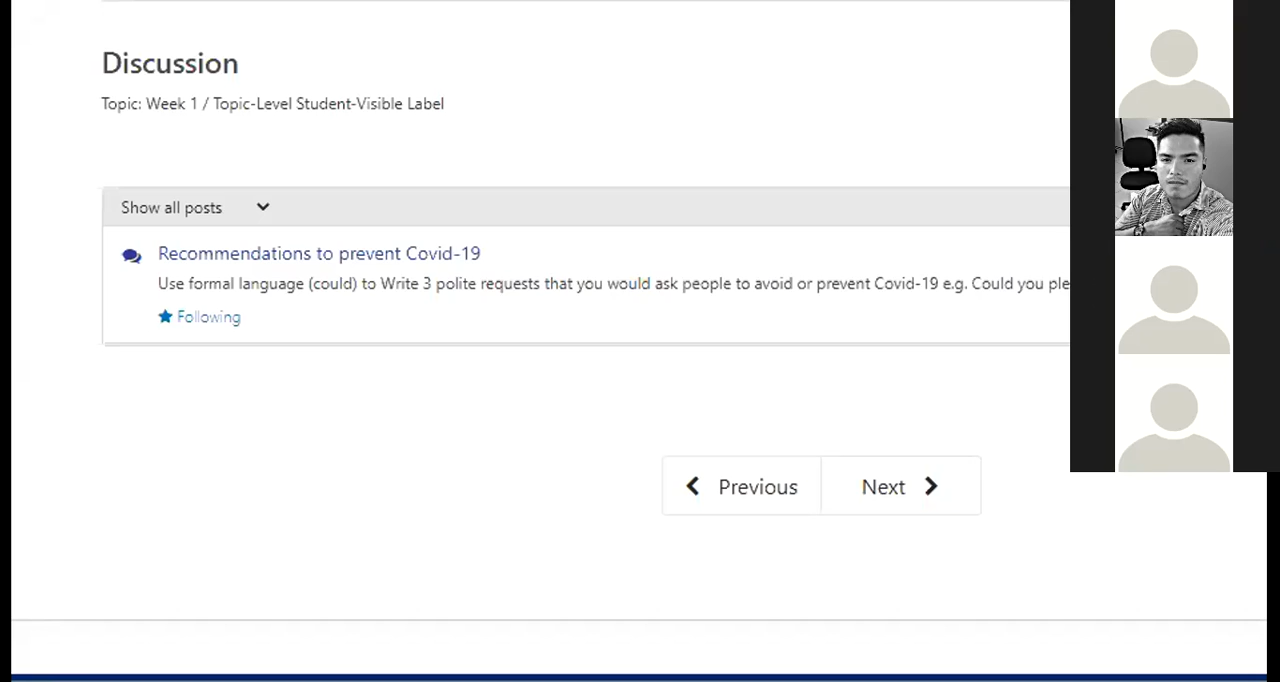 Discussion
Topic: Week 1 / Topic-Level Student-Visible Label
Show all posts
Recommendations to prevent Covid-19
Use formal language (could) to Write 3 polite requests that you would ask people to avoid or prevent Covid-19 e.g. Could you ple
Following
Previous
Next